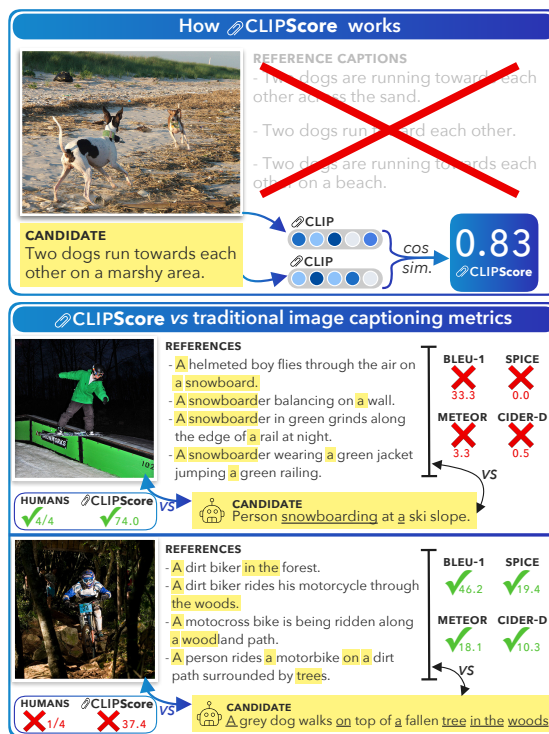 How CLIPScore works
REFERENCE CAPTIONS
- Two dogs are running towards each
other across the sand.
- Two dogs run toward each other.
- Two dogs are running towards each
other on a beach.
CANDIDATE
Two dogs run towards each
other on a marshy area.
CLIP
CLIP
cos
sim.
0.83
CLIPScore
CLIPScore vs traditional image captioning metrics
REFERENCES
- A helmeted boy flies through the air on
a snowboard.
- A snowboarder balancing on a wall.
- A snowboarder in green grinds along
the edge of a rail at night.
- A snowboarder wearing a green jacket
jumping a green railing.
BLEU-1 SPICE
33.3 0.0
METEOR CIDER-D
3.3 0.5
vs
HUMANS CLIPScore
4/4 74.0
vs
CANDIDATE
Person snowboarding at a ski slope.
REFERENCES
- A dirt biker in the forest.
- A dirt biker rides his motorcycle through
the woods.
- A motocross bike is being ridden along
a woodland path.
- A person rides a motorbike on a dirt
path surrounded by trees.
BLEU-1 SPICE
46.2 19.4
METEOR CIDER-D
18.1 10.3
vs
HUMANS CLIPScore
1/4 37.4
vs
CANDIDATE
A grey dog walks on top of a fallen tree in the woods